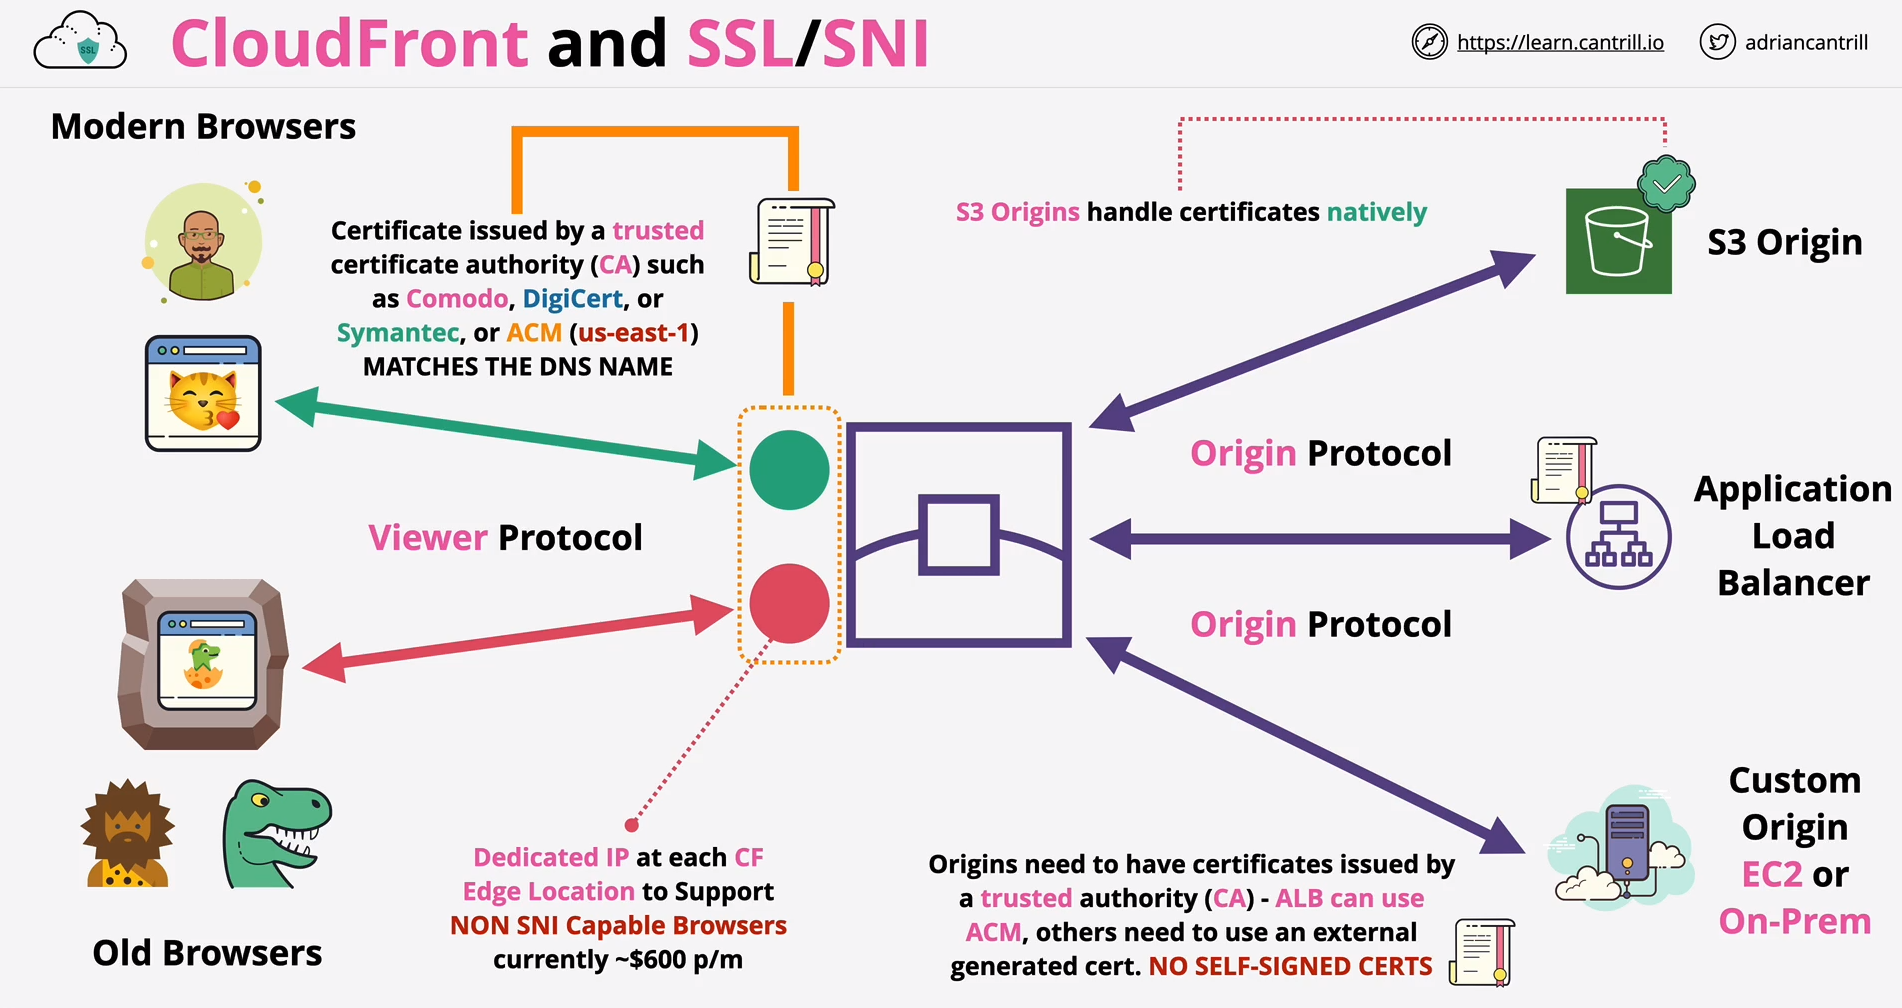 SSL
CloudFront and SSL/SNI
https://learn.cantrill.io
adriancantrill
Modern Browsers
Certificate issued by a trusted
certificate authority (CA) such
as Comodo, DigiCert, or
Symantec, or ACM (us-east-1)
MATCHES THE DNS NAME
S3 Origins handle certificates natively
S3 Origin
Viewer Protocol
Origin Protocol
Application
Load
Balancer
Origin Protocol
Old Browsers
Dedicated IP at each CF
Edge Location to Support
NON SNI Capable Browsers
currently ~$600 p/m
Origins need to have certificates issued by
a trusted authority (CA) - ALB can use
ACM, others need to use an external
generated cert. NO SELF-SIGNED CERTS
Custom
Origin
EC2 or
On-Prem